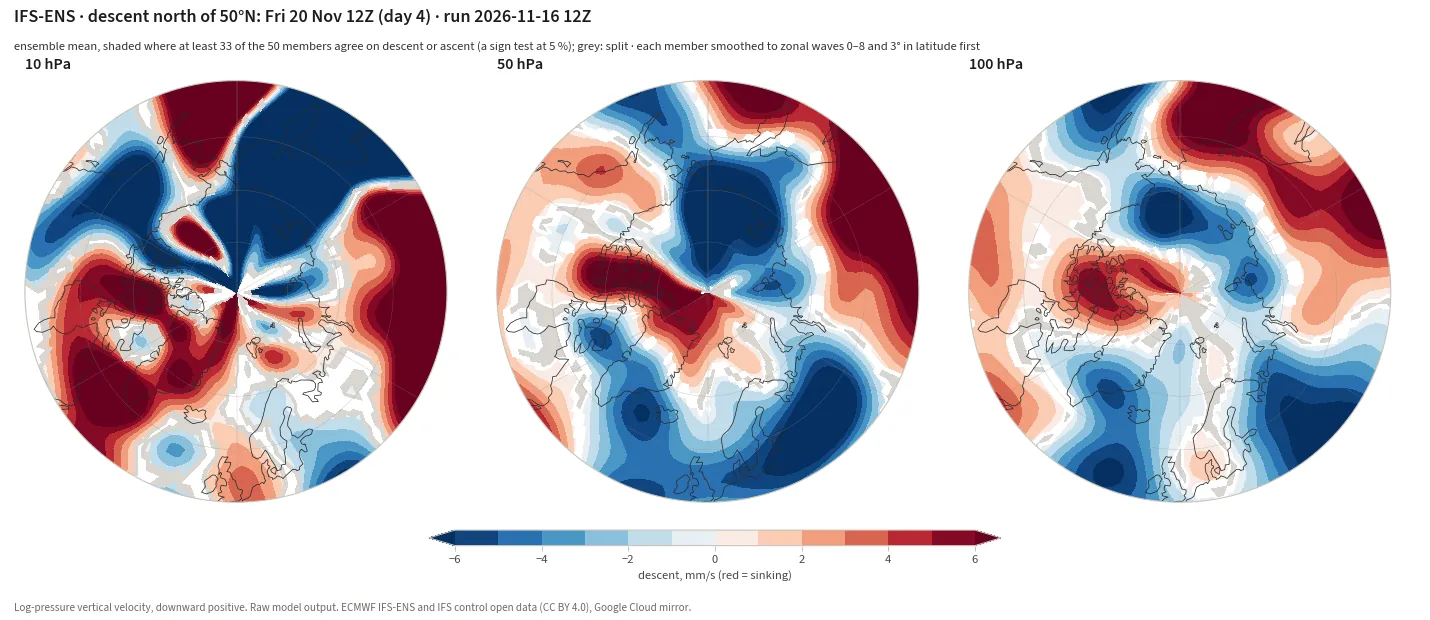 IFS-ENS · descent north of 50°N: Fri 20 Nov 12Z (day 4) · run 2026-11-16 12Z
ensemble mean, shaded where at least 33 of the 50 members agree on descent or ascent (a sign test at 5 %); grey: split · each member smoothed to zonal waves 0–8 and 3° in latitude first
10 hPa
50 hPa
100 hPa
−6 −4 −2 0 2 4 6
descent, mm/s (red = sinking)
Log-pressure vertical velocity, downward positive. Raw model output. ECMWF IFS-ENS and IFS control open data (CC BY 4.0), Google Cloud mirror.